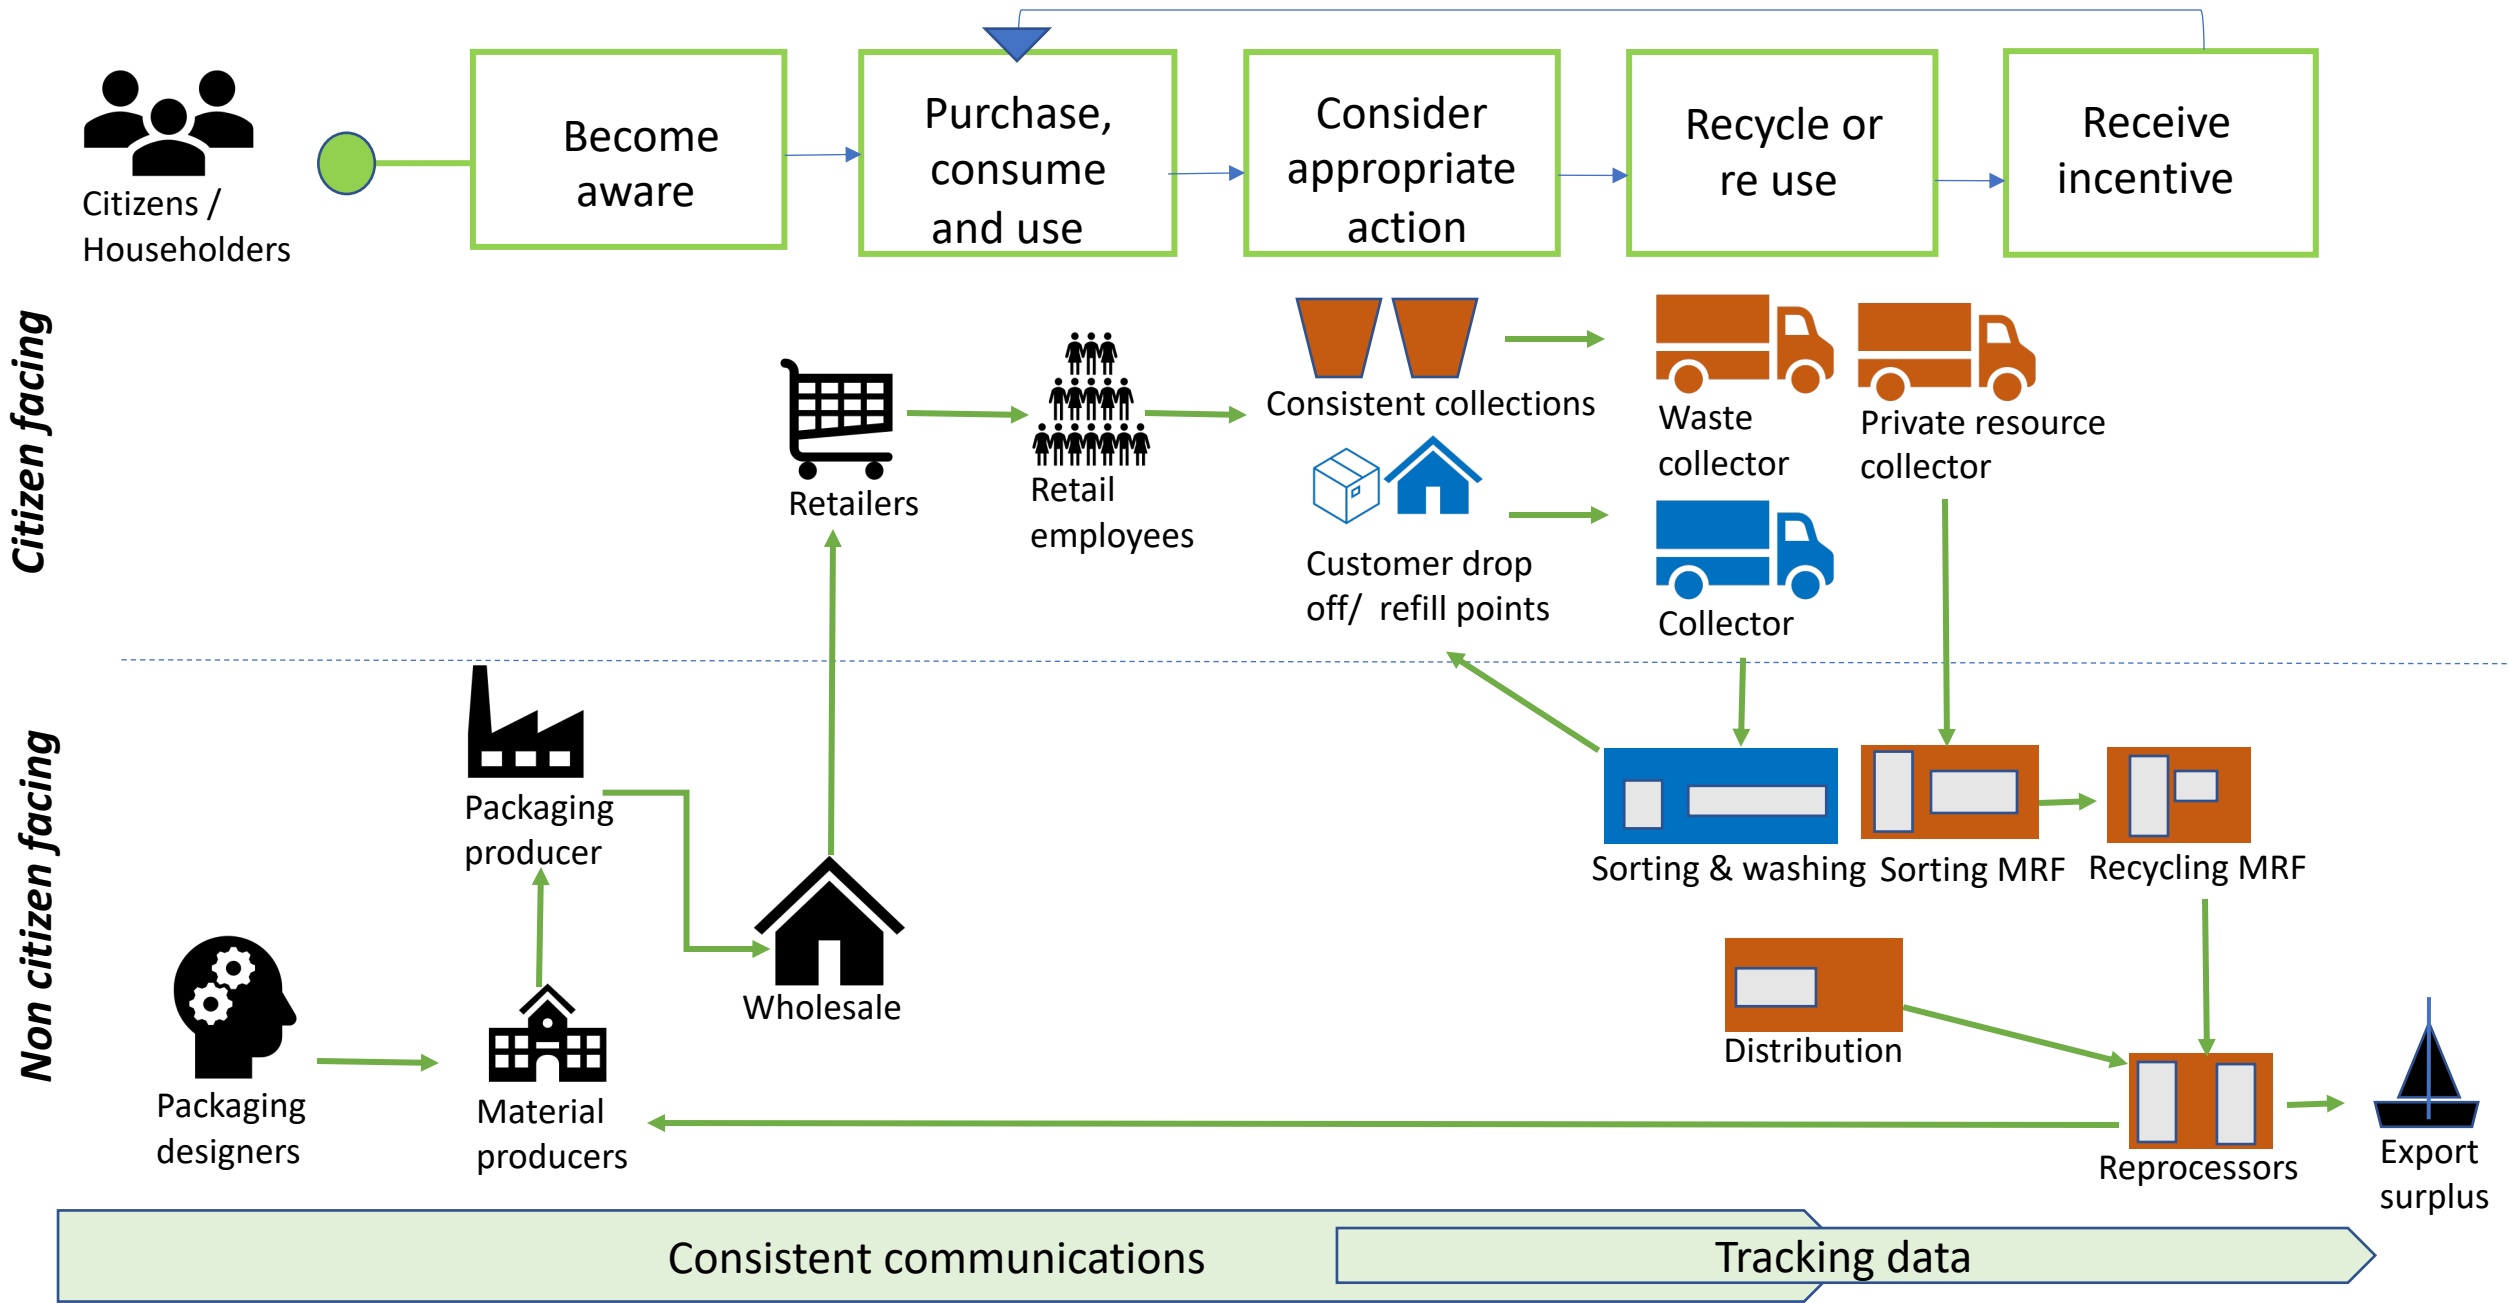 Citizens /
Householders
Become
aware
Purchase,
consume
and use
Consider
appropriate
action
Recycle or
re use
Receive
incentive
Citizen facing
Retailers
Retail
employees
Consistent collections
Customer drop
off/ refill points
Waste
collector
Private resource
collector
Collector
Non citizen facing
Packaging
producer
Packaging
designers
Material
producers
Wholesale
Sorting & washing
Sorting MRF
Recycling MRF
Distribution
Reprocessors
Export
surplus
Consistent communications
Tracking data